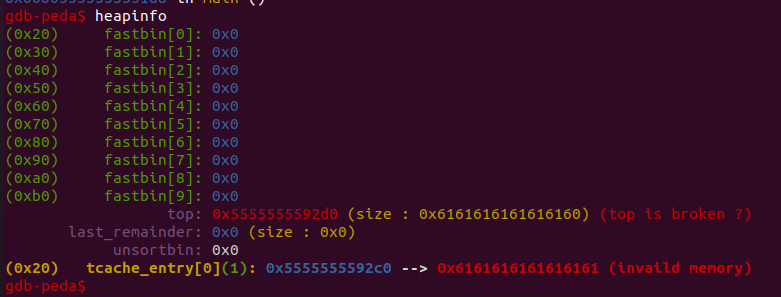 gdb-peda$ heapinfo
(0x20) fastbin[0]: 0x0
(0x30) fastbin[1]: 0x0
(0x40) fastbin[2]: 0x0
(0x50) fastbin[3]: 0x0
(0x60) fastbin[4]: 0x0
(0x70) fastbin[5]: 0x0
(0x80) fastbin[6]: 0x0
(0x90) fastbin[7]: 0x0
(0xa0) fastbin[8]: 0x0
(0xb0) fastbin[9]: 0x0
top: 0x5555555592d0 (size : 0x6161616161616160) (top is broken ?)
last_remainder: 0x0 (size : 0x0)
unsortbin: 0x0
(0x20) tcache_entry[0](1): 0x5555555592c0 --> 0x6161616161616161 (invaild memory)
gdb-peda$